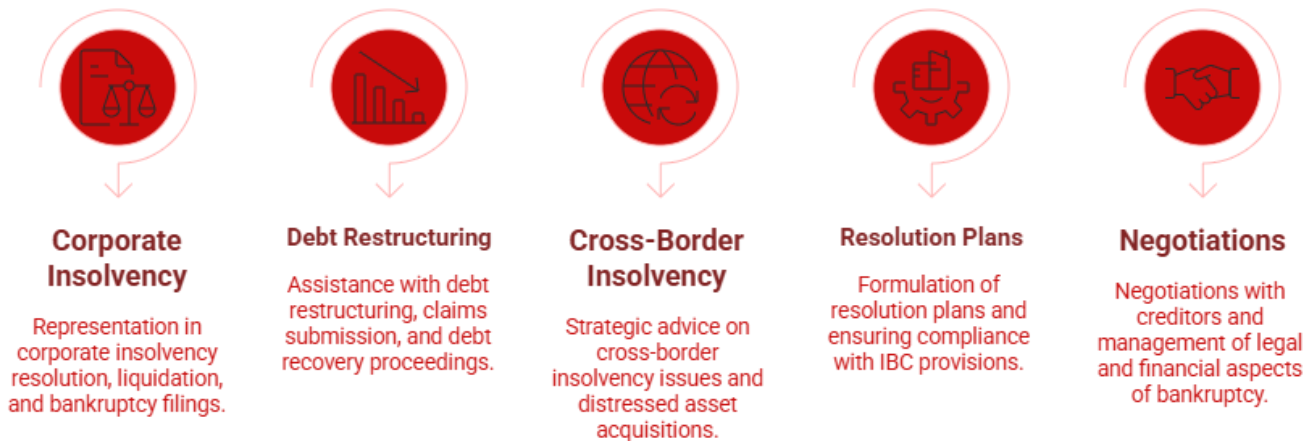 Corporate
Insolvency
Representation in
corporate insolvency
resolution, liquidation,
and bankruptcy filings.
Debt Restructuring
Assistance with debt
restructuring, claims
submission, and debt
recovery proceedings.
Cross-Border
Insolvency
Strategic advice on
cross-border
insolvency issues and
distressed asset
acquisitions.
Resolution Plans
Formulation of
resolution plans and
ensuring compliance
with IBC provisions.
Negotiations
Negotiations with
creditors and
management of legal
and financial aspects
of bankruptcy.